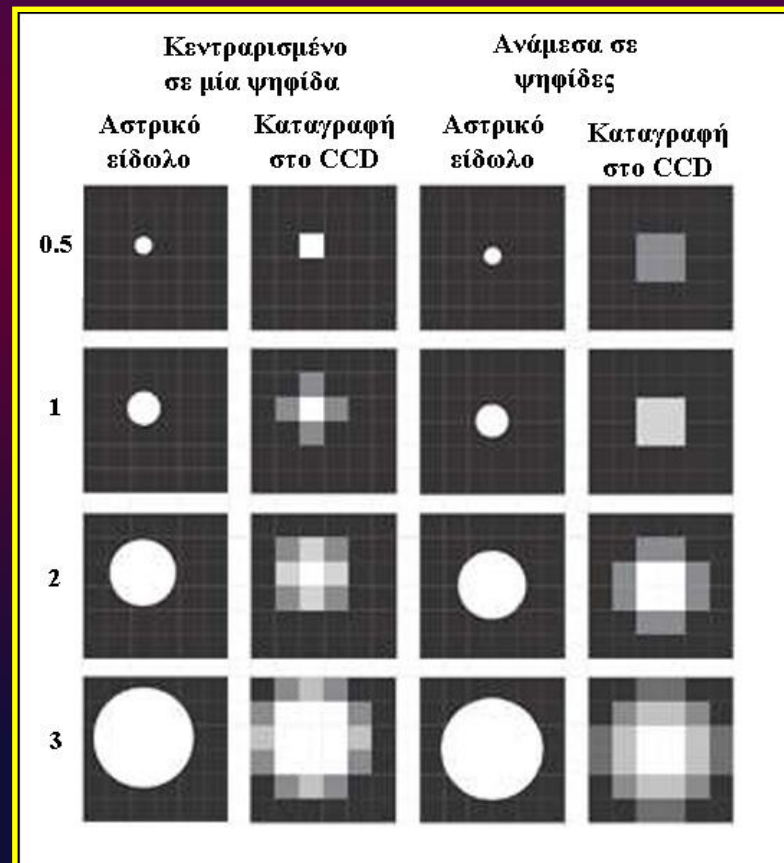 Κεντραρισμένο
σε μία ψηφίδα
Ανάμεσα σε
ψηφίδες
Αστρικό
είδωλο
Καταγραφή
στο CCD
Αστρικό
είδωλο
Καταγραφή
στο CCD
0.5
1
2
3